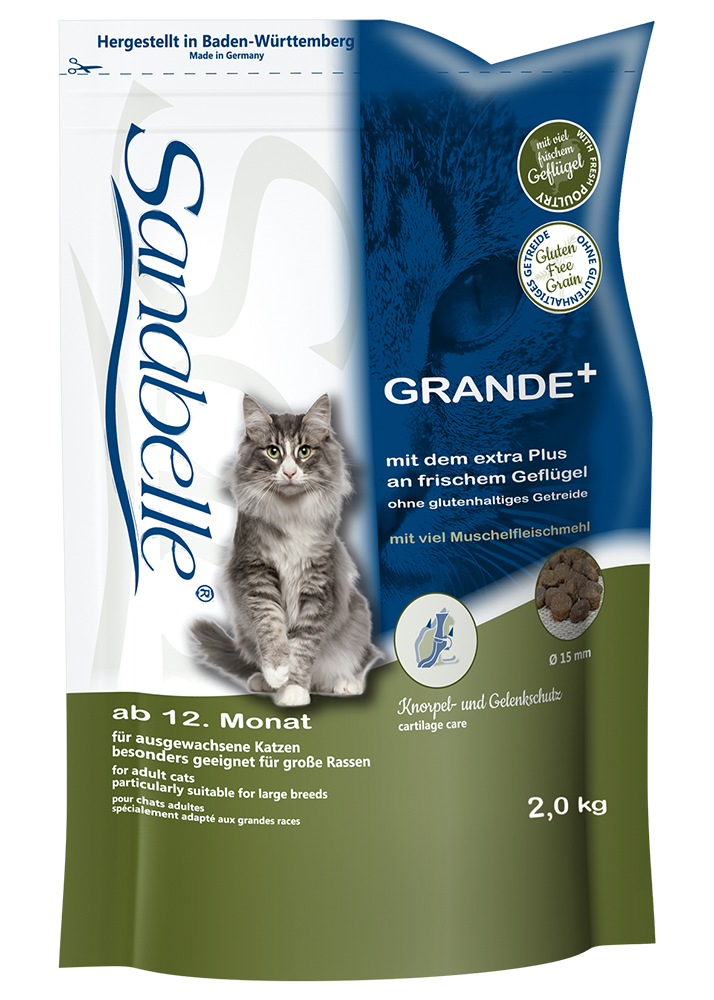 Hergestellt in Baden-Württemberg
Made in Germany
Sanabelle®
mit viel
frischem
Geflügel
WITH FRESH POULTRY
OHNE GLUTENHALTIGES GETREIDE
Gluten
Free
Grain
GRANDE+
mit dem extra Plus
an frischem Geflügel
ohne glutenhaltiges Getreide
mit viel Muschelfleischmehl
Ø 15 mm
Knorpel- und Gelenkschutz
cartilage care
ab 12. Monat
für ausgewachsene Katzen
besonders geeignet für große Rassen
for adult cats
particularly suitable for large breeds
pour chats adultes
spécialement adapté aux grandes races
2,0 kg